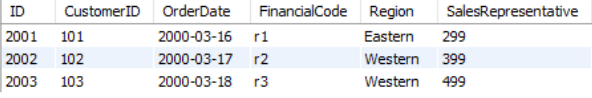 ID CustomerID OrderDate FinancialCode Region SalesRepresentative
2001 101 2000-03-16 r1 Eastern 299
2002 102 2000-03-17 r2 Western 399
2003 103 2000-03-18 r3 Western 499